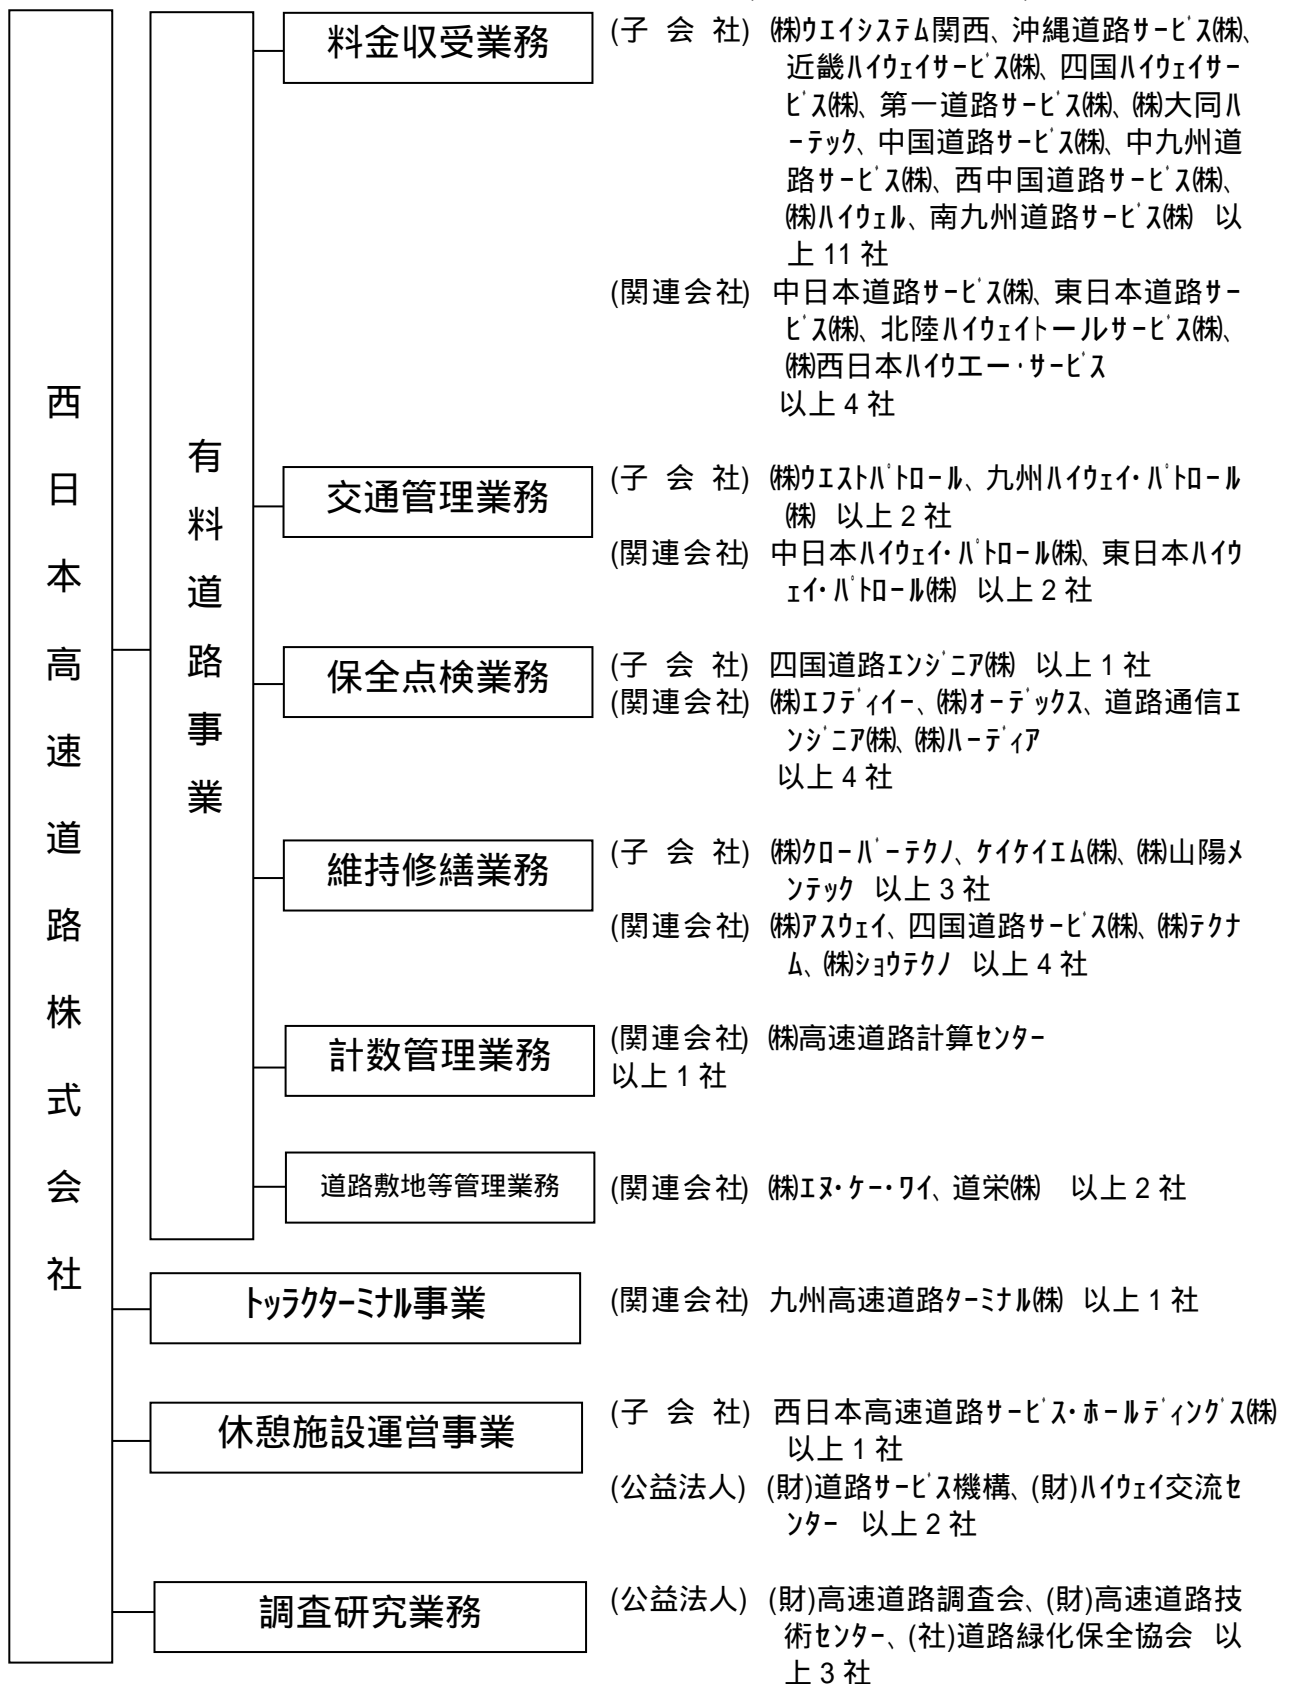 西日本高速道路株式会社
有料道路事業
料金収受業務
(子 会 社) ㈱ウエイシステム関西、沖縄道路サービス㈱、
近畿ハイウェイサービス㈱、四国ハイウェイサー
ビス㈱、第一道路サービス㈱、㈱大同ハ
ーテック、中国道路サービス㈱、中九州道
路サービス㈱、西中国道路サービス㈱、
㈱ハイウェル、南九州道路サービス㈱ 以
上 11 社
(関連会社) 中日本道路サービス㈱、東日本道路サー
ビス㈱、北陸ハイウェイトールサービス㈱、
㈱西日本ハイウエー・サービス
以上 4 社
交通管理業務
(子 会 社) ㈱ウエストパトロール、九州ハイウェイ・パトロール
㈱ 以上 2 社
(関連会社) 中日本ハイウェイ・パトロール㈱、東日本ハイウ
ェイ・パトロール㈱ 以上 2 社
保全点検業務
(子 会 社) 四国道路エンジニア㈱ 以上 1 社
(関連会社) ㈱エフディイー、㈱オーデックス、道路通信エ
ンジニア㈱、㈱ハーディア
以上 4 社
維持修繕業務
(子 会 社) ㈱クローバーテクノ、ケイケイエム㈱、㈱山陽メ
ンテック 以上 3 社
(関連会社) ㈱アスウェイ、四国道路サービス㈱、㈱テクナ
ム、㈱ショウテクノ 以上 4 社
計数管理業務
(関連会社) ㈱高速道路計算センター
以上 1 社
道路敷地等管理業務
(関連会社) ㈱エヌ・ケー・ワイ、道栄㈱ 以上 2 社
トッラクターミナル事業
(関連会社) 九州高速道路ターミナル㈱ 以上 1 社
休憩施設運営事業
(子 会 社) 西日本高速道路サービス・ホールディングス㈱
以上 1 社
(公益法人) (財)道路サービス機構、(財)ハイウェイ交流セ
ンター 以上 2 社
調査研究業務
(公益法人) (財)高速道路調査会、(財)高速道路技
術センター、(社)道路緑化保全協会 以
上 3 社